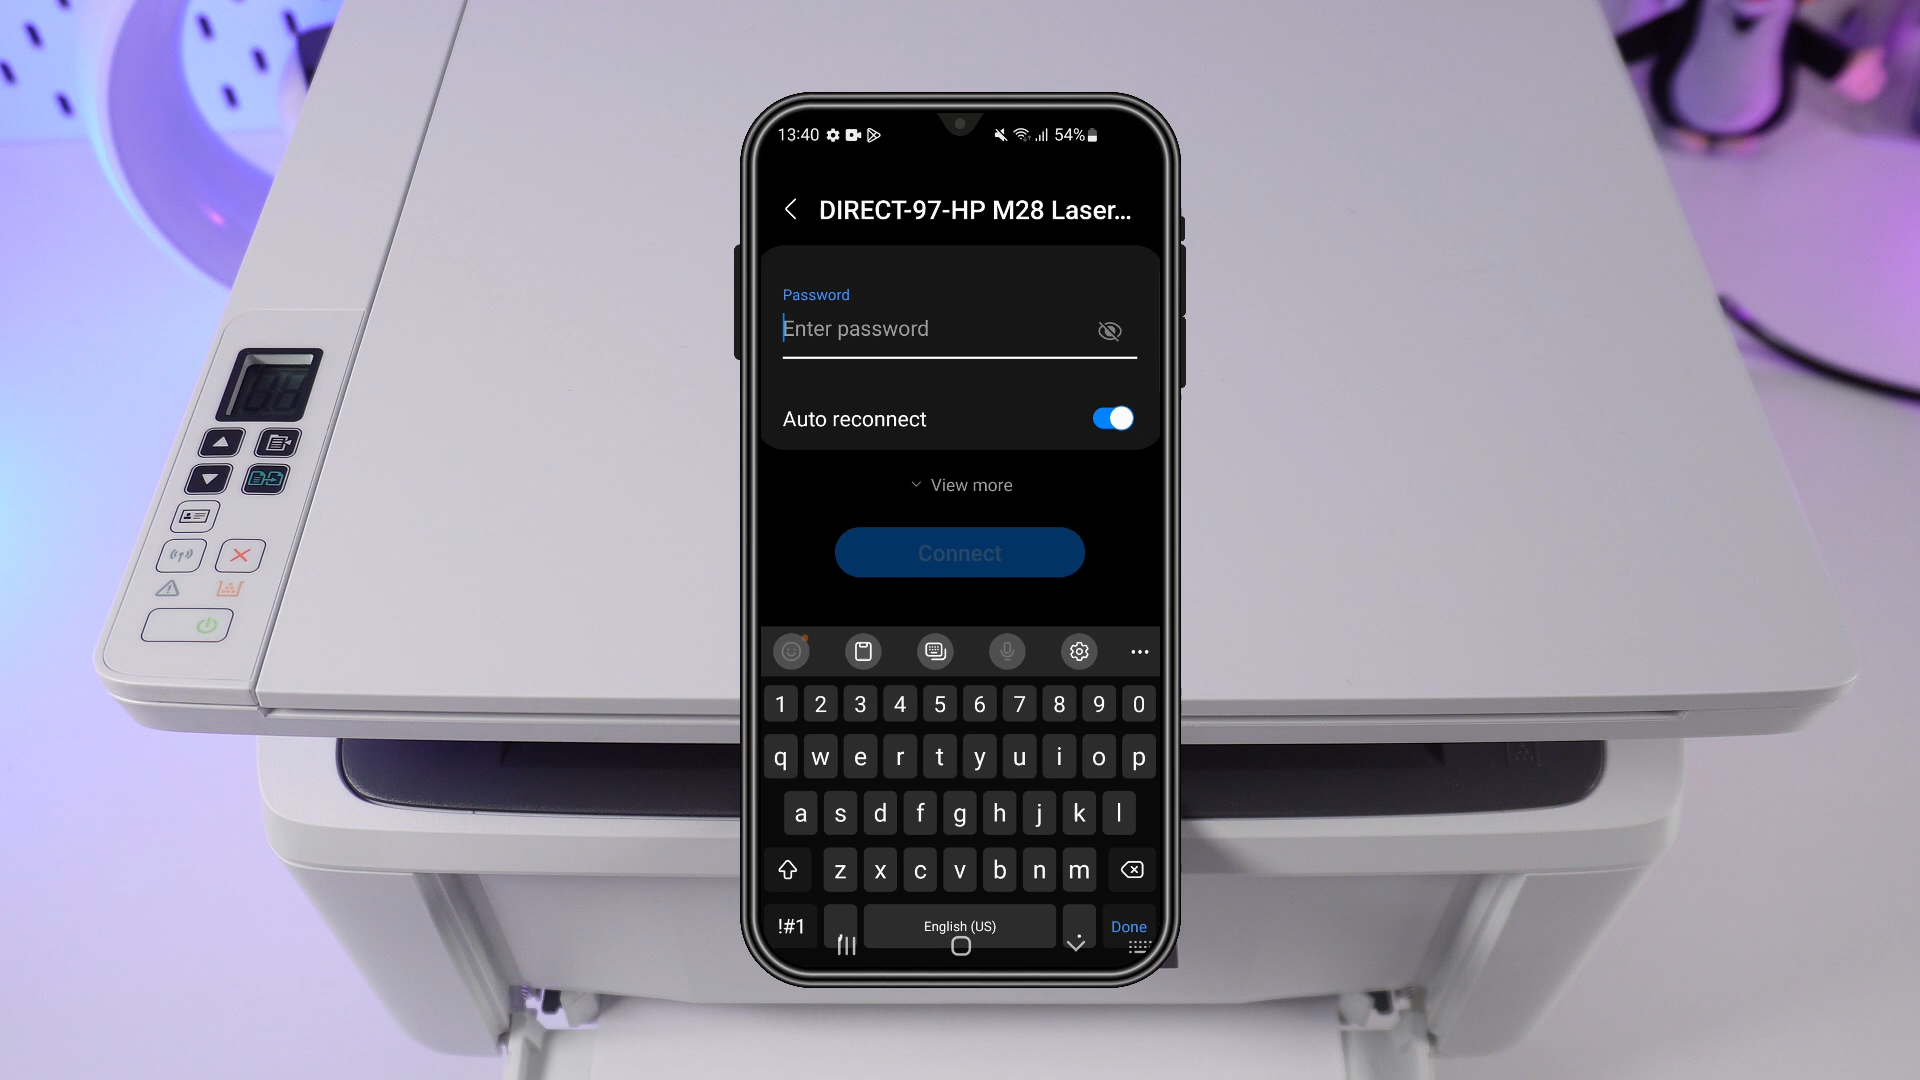 13:40 54%
DIRECT-97-HP M28 Laser...
Password
Enter password
Auto reconnect
View more
Connect
1 2 3 4 5 6 7 8 9 0
q w e r t y u i o p
a s d f g h j k l
z x c v b n m
!#1 , English (US) . Done